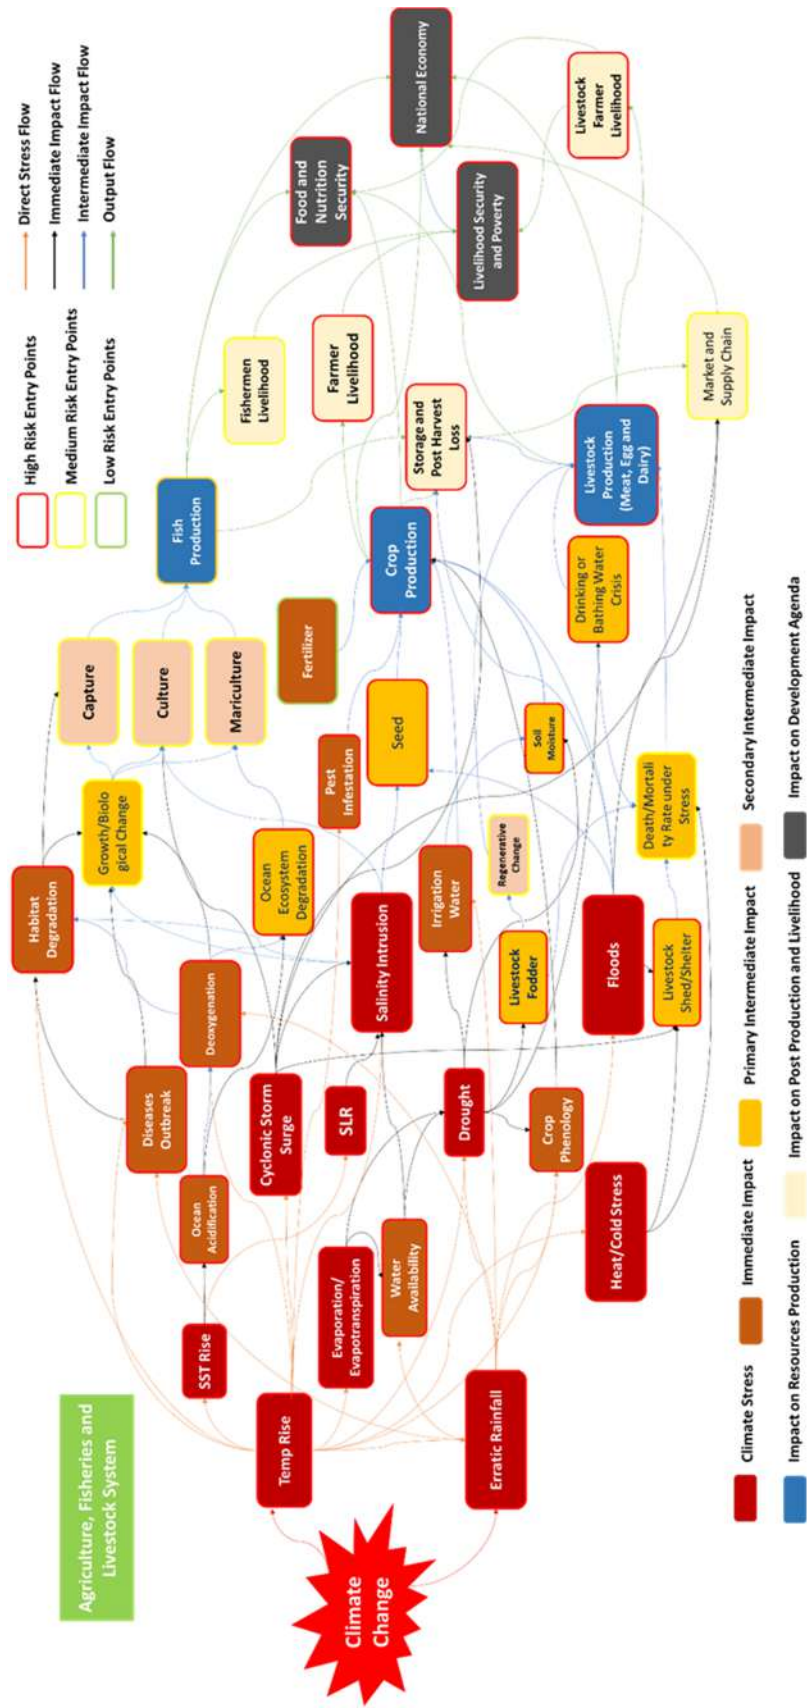 Agriculture, Fisheries and
Livestock System
High Risk Entry Points
Medium Risk Entry Points
Low Risk Entry Points
Direct Stress Flow
Immediate Impact Flow
Intermediate Impact Flow
Output Flow
Climate
Change
Temp Rise
Erratic Rainfall
SST Rise
Evaporation/
Evapotranspiration
Water
Availability
Heat/Cold Stress
Ocean
Acidification
Diseases
Outbreak
Cyclonic Storm
Surge
SLR
Drought
Crop
Phenology
Habitat
Degradation
Deoxygenation
Salinity Intrusion
Livestock
Fodder
Floods
Livestock
Shed/Shelter
Growth/Biolo
gical Change
Ocean
Ecosystem
Degradation
Irrigation
Water
Regenerative
Change
Death/Mortali
ty Rate under
Stress
Capture
Culture
Mariculture
Pest
Infestation
Seed
Soil
Moisture
Fertilizer
Drinking or
Bathing Water
Crisis
Fish
Production
Crop
Production
Livestock
Production
(Meat, Egg and
Dairy)
Storage and
Post Harvest
Loss
Fishermen
Livelihood
Farmer
Livelihood
Market and
Supply Chain
Food and
Nutrition
Security
Livelihood Security
and Poverty
National Economy
Livestock
Farmer
Livelihood
Climate Stress
Immediate Impact
Primary Intermediate Impact
Secondary Intermediate Impact
Impact on Resources Production
Impact on Post Production and Livelihood
Impact on Development Agenda